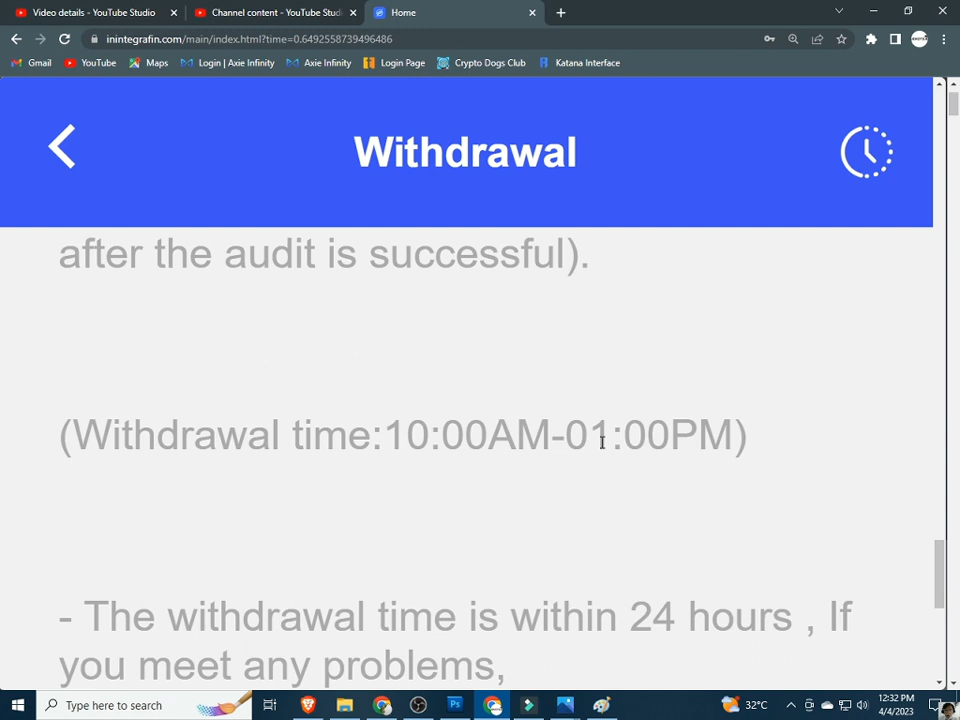 Video details - YouTube Studio
Channel content - YouTube Stud
Home
inintegrafin.com/main/index.html?time=0.6492558739496486
Gmail
YouTube
Maps
Login | Axie Infinity
Axie Infinity
Login Page
Crypto Dogs Club
Katana Interface
Withdrawal
after the audit is successful).
(Withdrawal time:10:00AM-01:00PM)
- The withdrawal time is within 24 hours , If
you meet any problems,
Type here to search
32°C
12:32 PM
4/4/2023